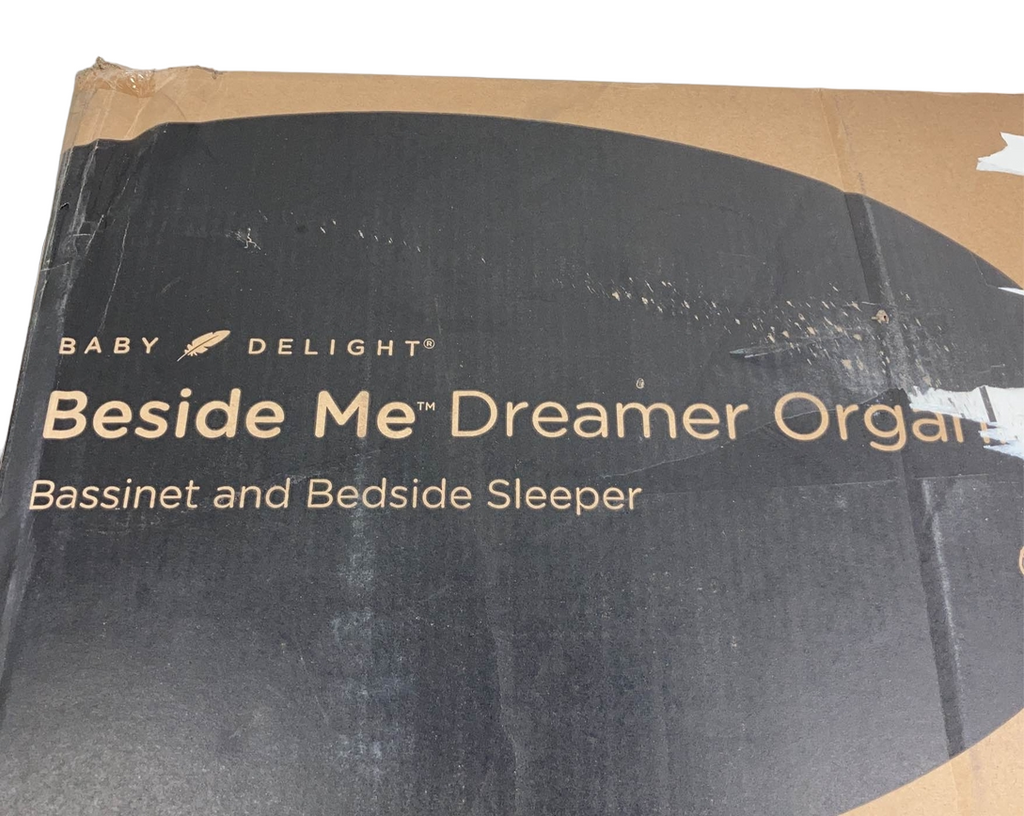 BABY DELIGHT®
Beside Me™ Dreamer
Bassinet and Bedside Sleeper